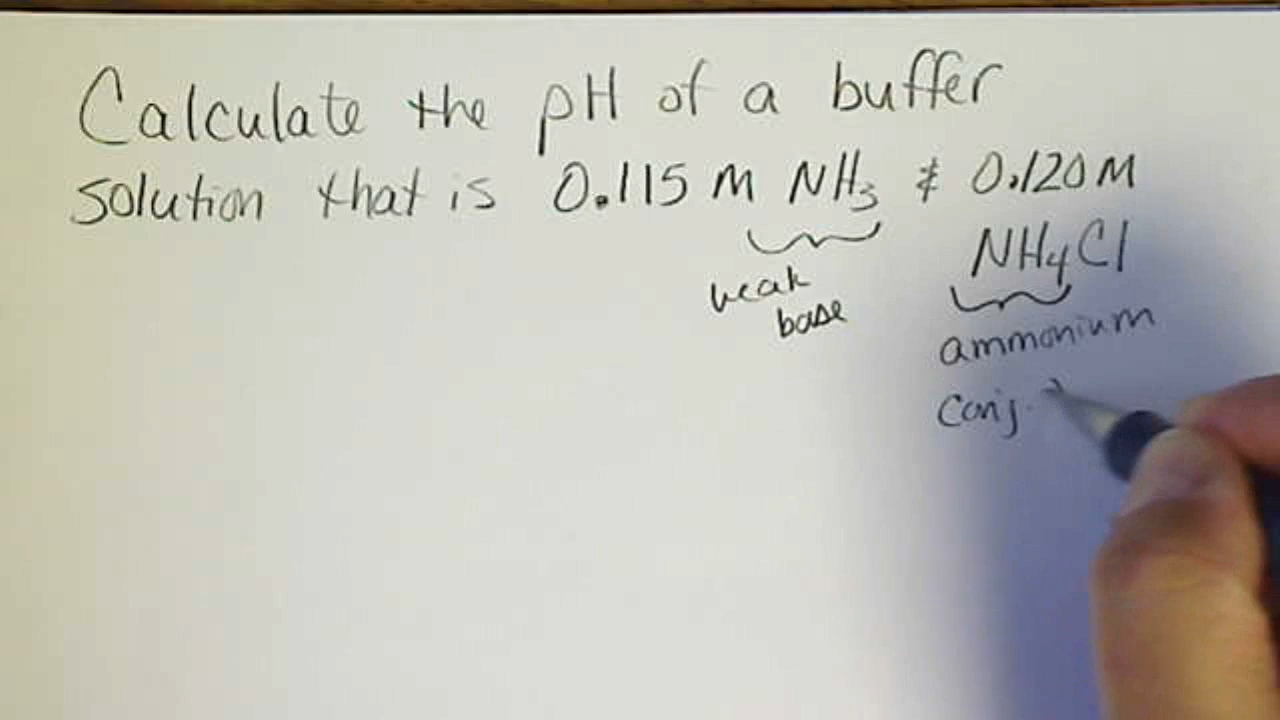 Calculate the pH of a buffer
solution that is 0.115 M NH₃ & 0.120 M
NH₄Cl
weak
base
ammonium
conj.